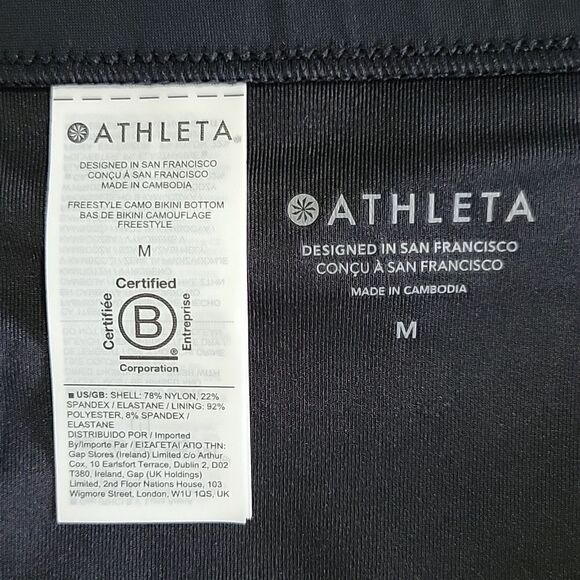 ATHLETA
DESIGNED IN SAN FRANCISCO
CONÇU À SAN FRANCISCO
MADE IN CAMBODIA
FREESTYLE CAMO BIKINI BOTTOM
BAS DE BIKINI CAMOUFLAGE
FREESTYLE
M
Certified
Certifiée
B
Entreprise
®
Corporation
■ US/GB: SHELL: 78% NYLON, 22%
SPANDEX / ELASTANE / LINING: 92%
POLYESTER, 8% SPANDEX /
ELASTANE
DISTRIBUIDO POR / Imported
By/Importe Par / ΕΙΣΑΓΕΤΑΙ ΑΠΟ ΤΗΝ:
Gap Stores (Ireland) Limited c/o Arthur
Cox, 10 Earlsfort Terrace, Dublin 2, D02
T380, Ireland, Gap (UK Holdings)
Limited, 2nd Floor Nations House, 103
Wigmore Street, London, W1U 1QS, UK
ATHLETA
DESIGNED IN SAN FRANCISCO
CONÇU À SAN FRANCISCO
MADE IN CAMBODIA
M